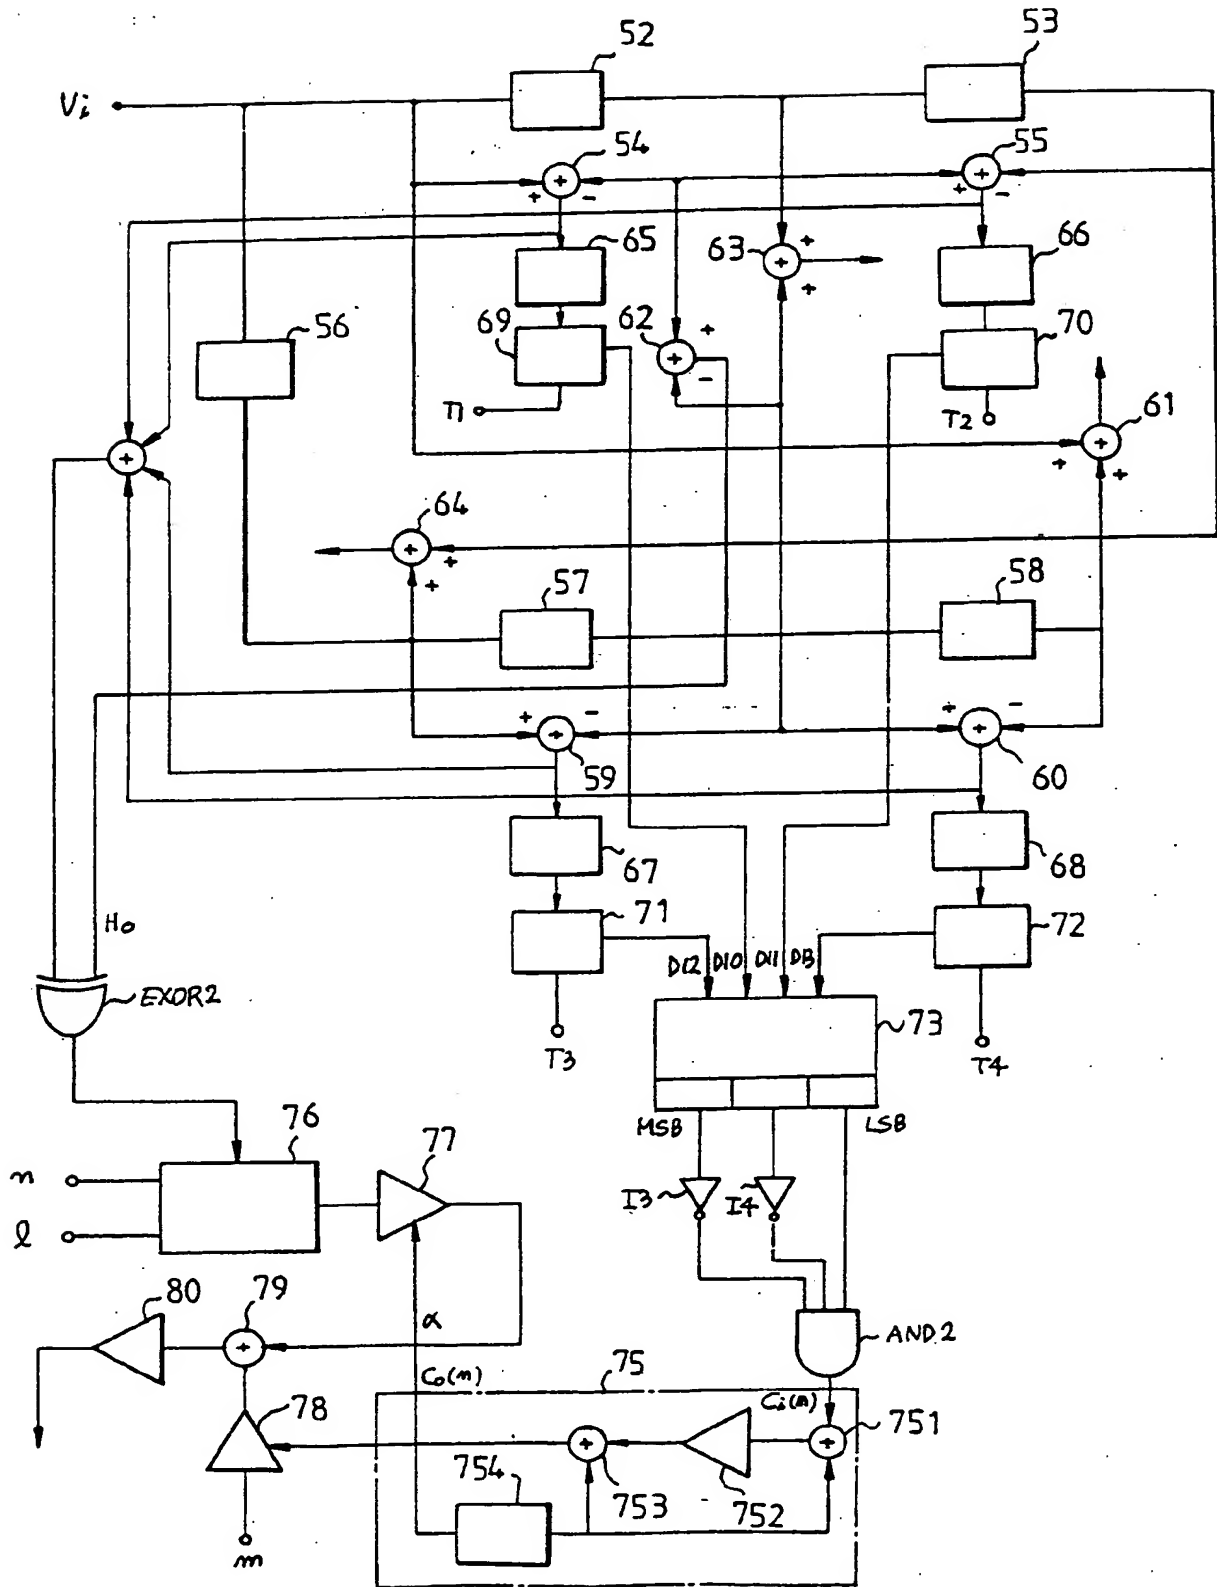 52
53
Vi
54
55
+
+
+
-
+
-
65
63
+
+
+
66
56
69
62
+
+
-
70
T1
T2
61
+
+
+
+
64
+
+
+
57
58
+
-
+
-
+
+
59
60
67
68
Ho
71
72
D12
D10
D11
D13
EXOR2
73
T3
T4
MSB
LSB
76
77
n
I3
I4
l
80
79
α
AND2
+
Co(n)
75
Ci(n)
78
+
+
751
754
753
752
m